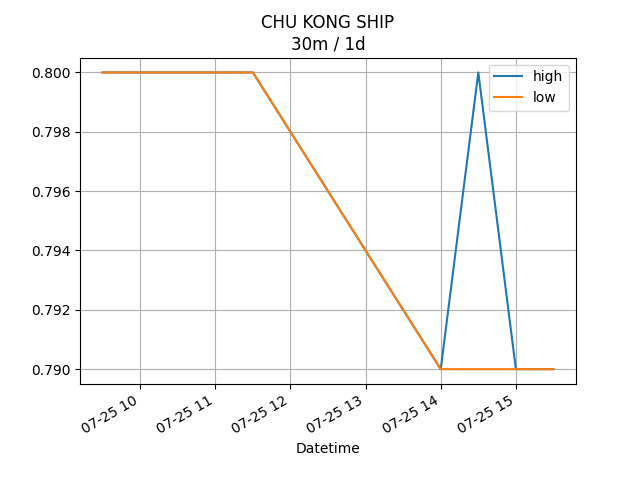 CHU KONG SHIP
30m / 1d
high
low
0.800
0.798
0.796
0.794
0.792
0.790
07-25 10
07-25 11
07-25 12
07-25 13
07-25 14
07-25 15
Datetime